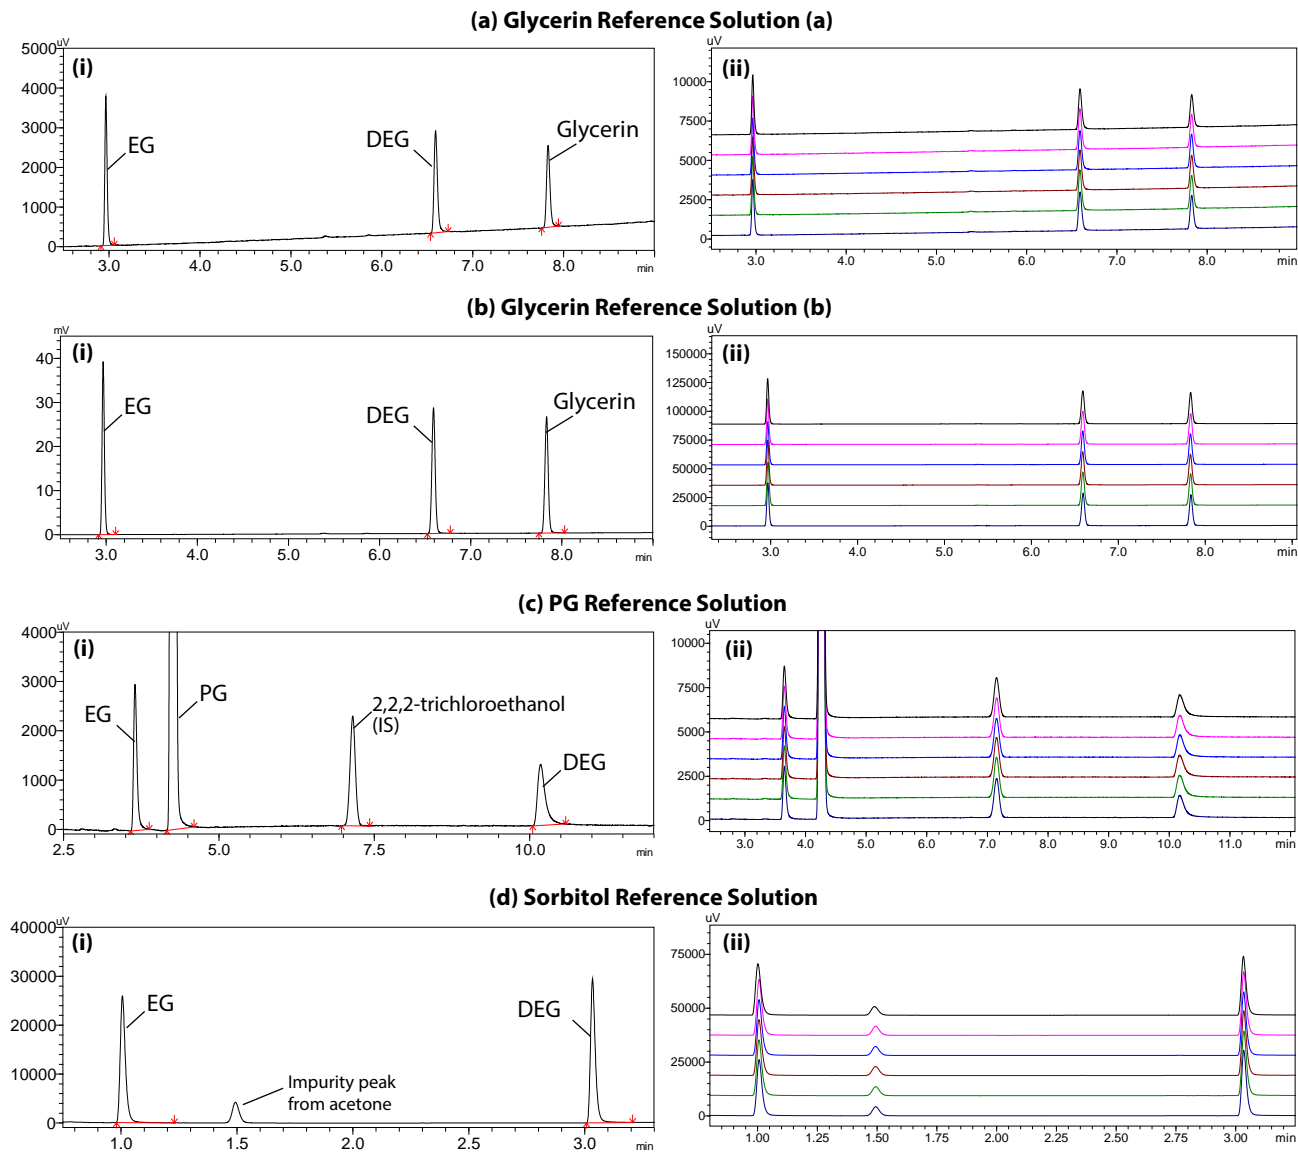 (a) Glycerin Reference Solution (a)
uV
5000
4000
3000
2000
1000
0
(i)
EG
DEG
Glycerin
3.0 4.0 5.0 6.0 7.0 8.0
min
uV
10000
7500
5000
2500
0
(ii)
3.0 4.0 5.0 6.0 7.0 8.0
min
(b) Glycerin Reference Solution (b)
mV
40
30
20
10
0
(i)
EG
DEG
Glycerin
3.0 4.0 5.0 6.0 7.0 8.0
min
uV
150000
125000
100000
75000
50000
25000
0
(ii)
3.0 4.0 5.0 6.0 7.0 8.0
min
(c) PG Reference Solution
uV
4000
3000
2000
1000
0
(i)
EG
PG
2,2,2-trichloroethanol
(IS)
DEG
2.5 5.0 7.5 10.0
min
uV
10000
7500
5000
2500
0
(ii)
3.0 4.0 5.0 6.0 7.0 8.0 9.0 10.0 11.0 min
(d) Sorbitol Reference Solution
uV
40000
30000
20000
10000
0
(i)
EG
Impurity peak
from acetone
DEG
1.0 1.5 2.0 2.5 3.0
min
uV
75000
50000
25000
0
(ii)
1.00 1.25 1.50 1.75 2.00 2.25 2.50 2.75 3.00 min